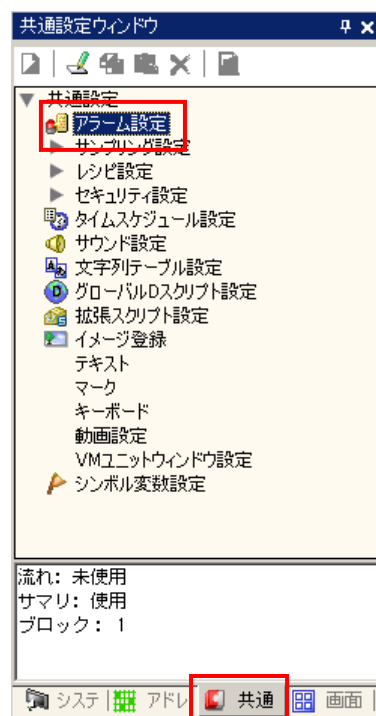 共通設定ウィンドウ
共通設定
アラーム設定
サンプリング設定
レシピ設定
セキュリティ設定
タイムスケジュール設定
サウンド設定
文字列テーブル設定
グローバルDスクリプト設定
拡張スクリプト設定
イメージ登録
テキスト
マーク
キーボード
動画設定
VMユニットウィンドウ設定
シンボル変数設定
流れ: 未使用
サマリ: 使用
ブロック: 1
システ アドレ 共通 画面